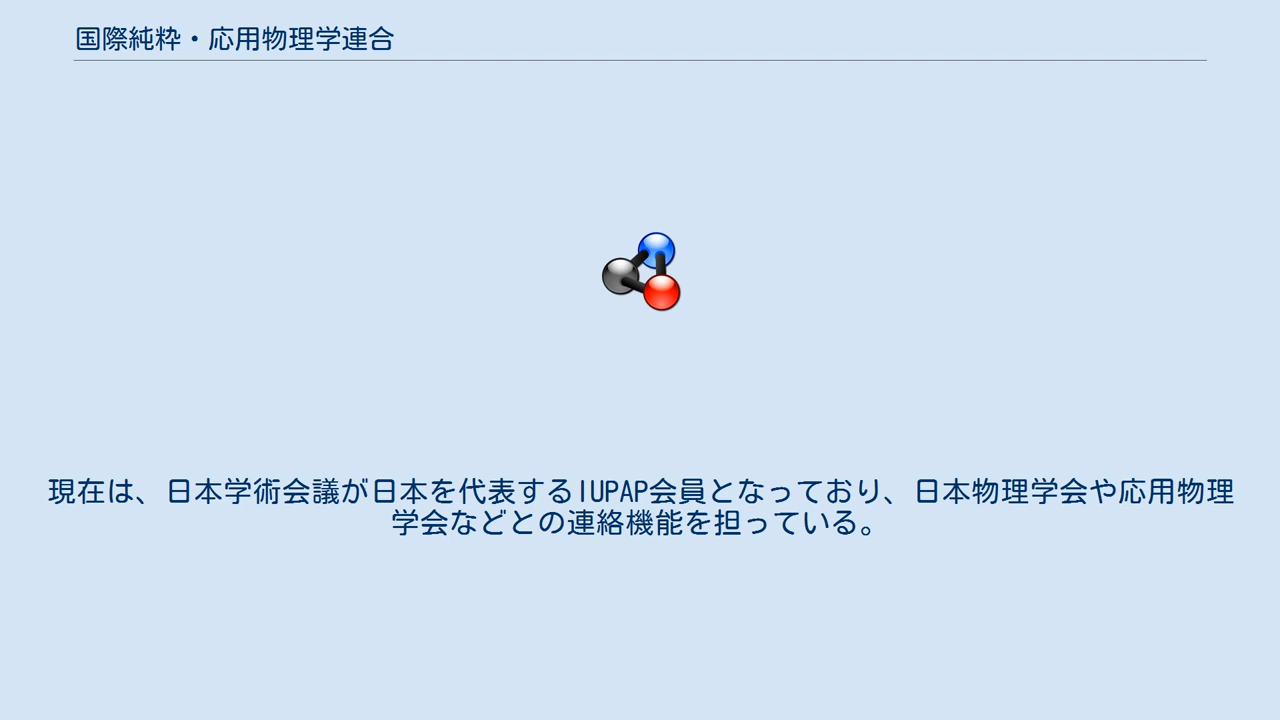 国際純粋・応用物理学連合
現在は、日本学術会議が日本を代表するIUPAP会員となっており、日本物理学会や応用物理
学会などとの連絡機能を担っている。